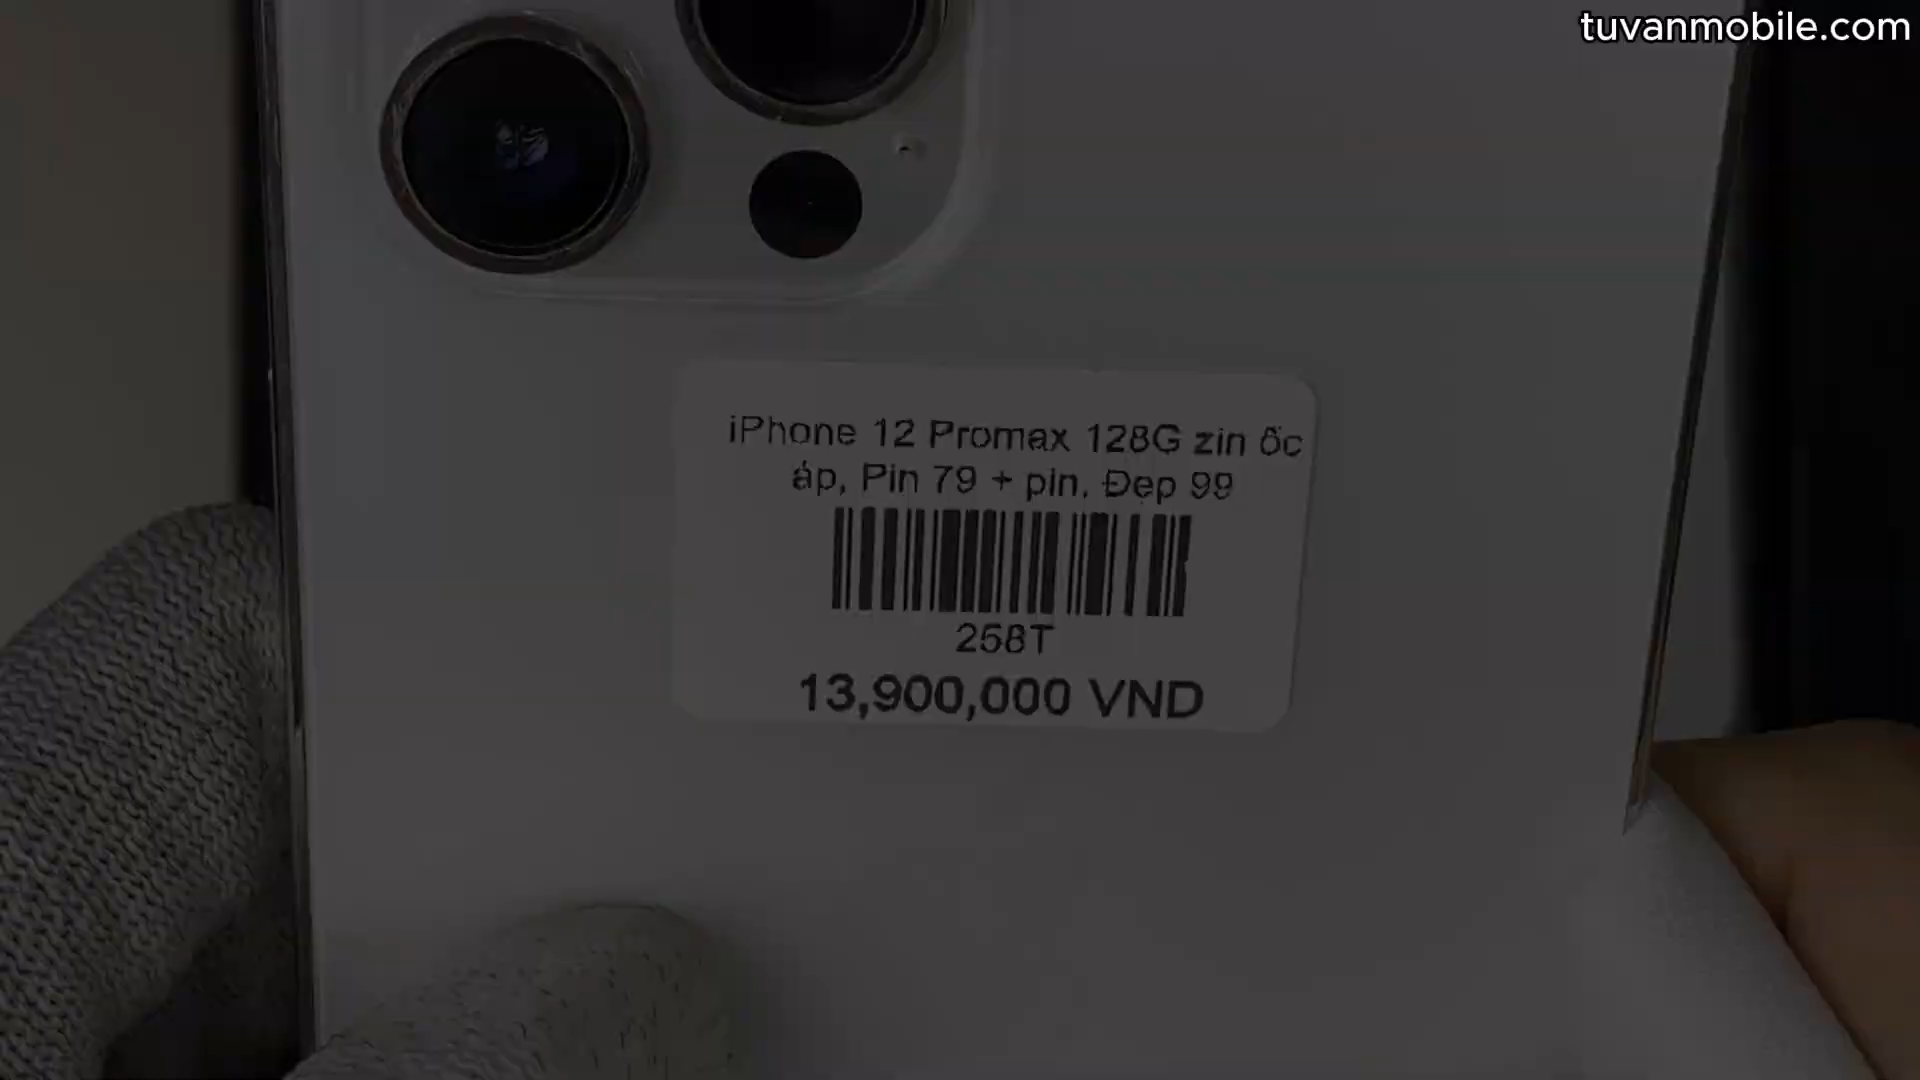 tuvanmobile.com
iPhone 12 Promax 128G zin ốc
áp, Pin 79 + pin, Đẹp 99
258T
13,900,000 VND